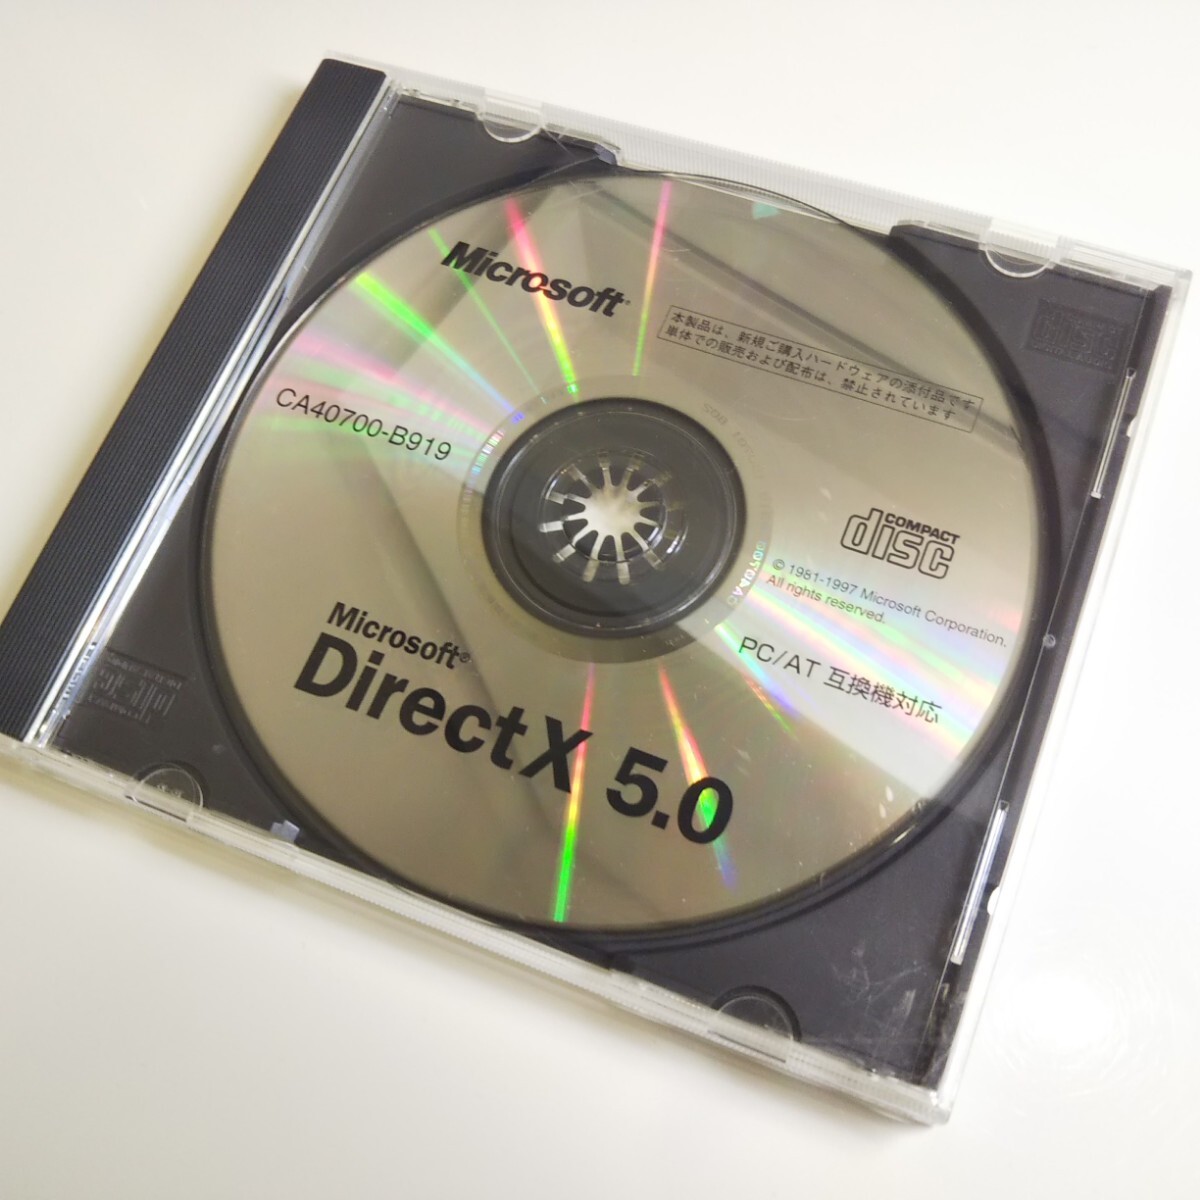 Microsoft®
本製品は、新規ご購入ハードウェアの添付品です
単体での販売および配布は、禁止されています
CA40700-B919
COMPACT
disc
© 1981-1997 Microsoft Corporation.
All rights reserved.
PC/AT 互換機対応
Microsoft®
DirectX 5.0